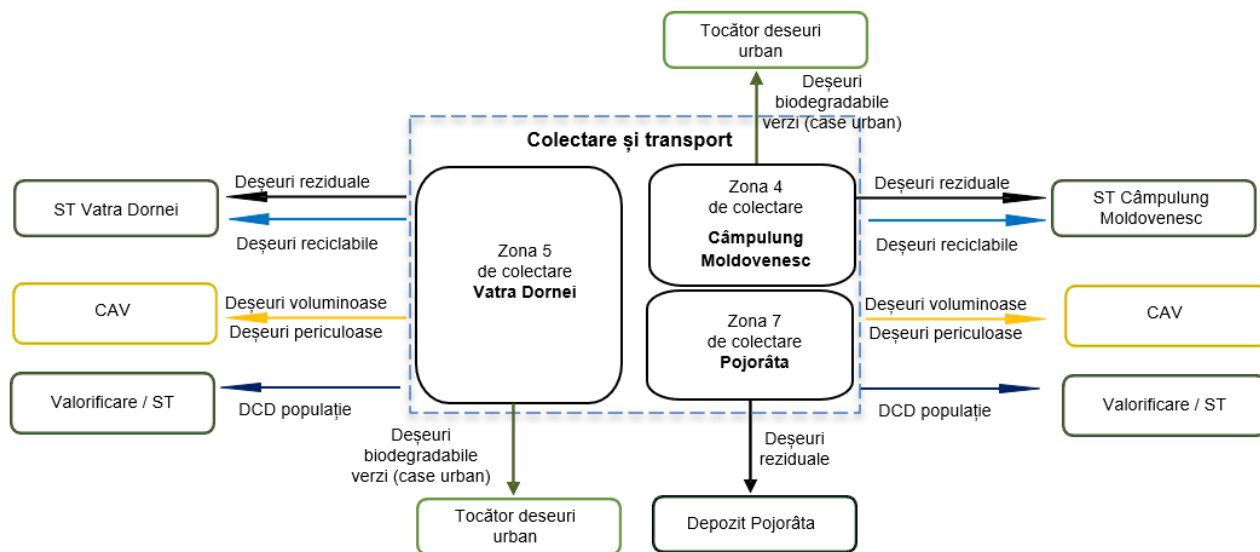 Tocător deseuri
urban
Deșeuri
biodegradabile
verzi (case urban)
Colectare și transport
Deșeuri reziduale
ST Vatra Dornei
Deșeuri reciclabile
Zona 5
de colectare
Vatra Dornei
Zona 4
de colectare
Câmpulung
Moldovenesc
Deșeuri reziduale
ST Câmpulung
Moldovenesc
Deșeuri reciclabile
CAV
Deșeuri voluminoase
Deșeuri periculoase
Zona 7
de colectare
Pojorâta
Deșeuri voluminoase
Deșeuri periculoase
CAV
Valorificare / ST
DCD populație
DCD populație
Valorificare / ST
Deșeuri
biodegradabile
verzi (case urban)
Deșeuri
reziduale
Tocător deseuri
urban
Depozit Pojorâta